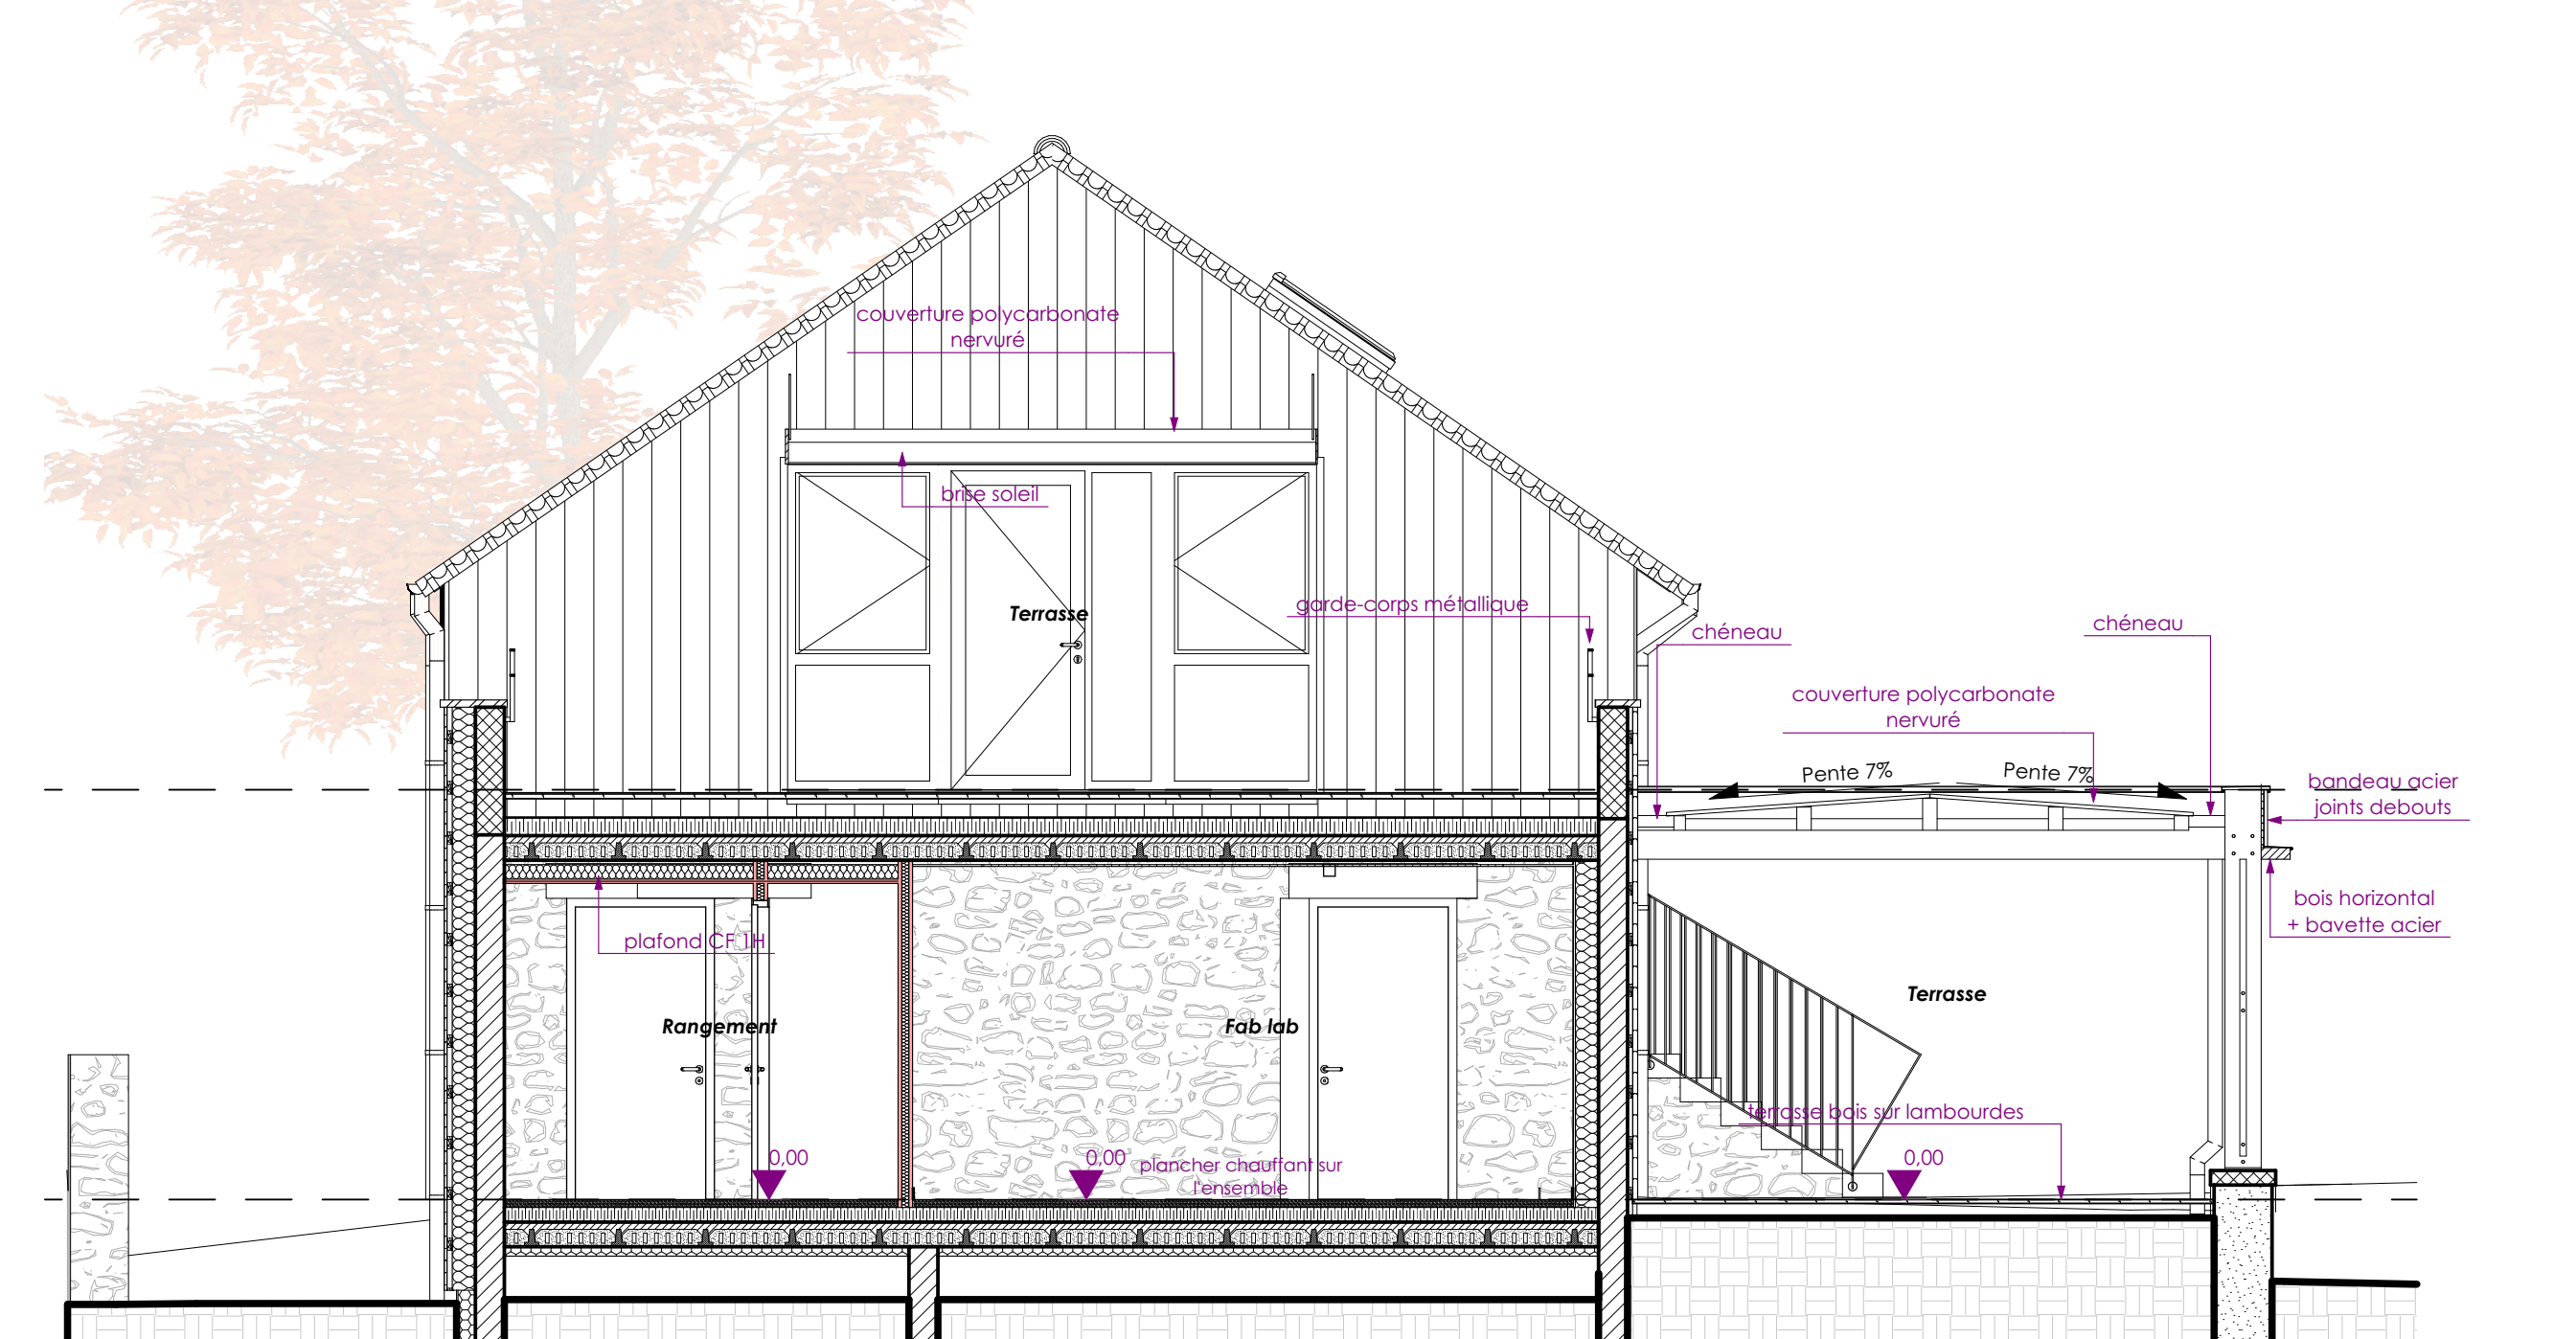 couverture polycarbonate
nervuré
brise soleil
Terrasse
garde-corps métallique
chéneau
chéneau
couverture polycarbonate
nervuré
Pente 7%
Pente 7%
bandeau acier
joints debouts
bois horizontal
+ bavette acier
plafond CF 1H
Rangement
Fab lab
Terrasse
terrasse bois sur lambourdes
0,00
0,00
plancher chauffant sur
l'ensemble
0,00